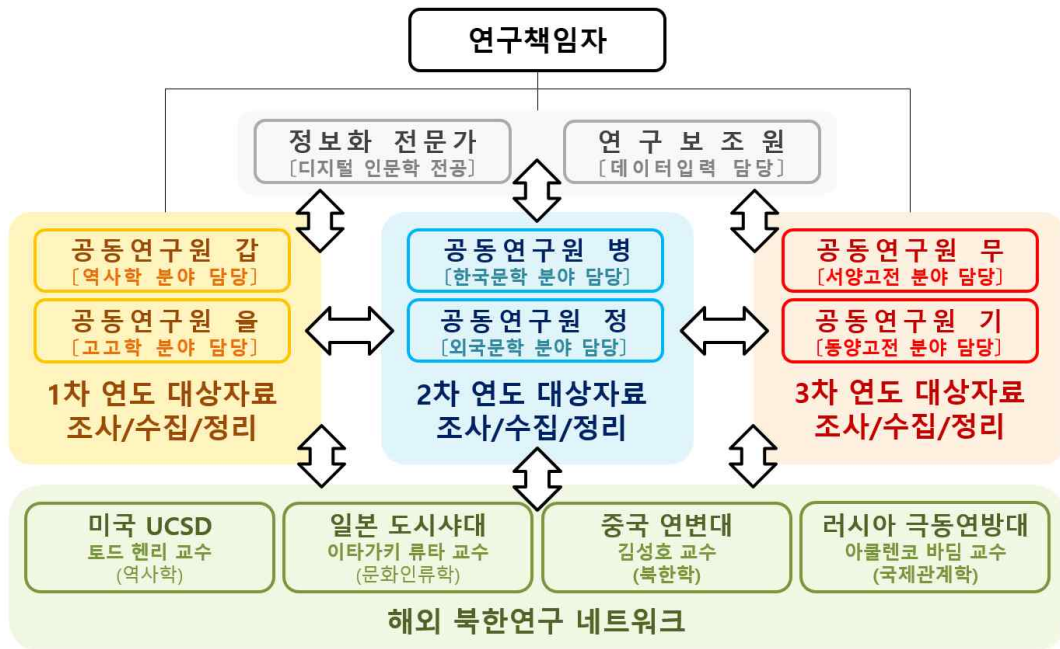 연구책임자
정보화 전문가
[디지털 인문학 전공]
연구보조원
[데이터입력 담당]
공동연구원 갑
[역사학 분야 담당]
공동연구원 을
[고고학 분야 담당]
1차 연도 대상자료
조사/수집/정리
공동연구원 병
[한국문학 분야 담당]
공동연구원 정
[외국문학 분야 담당]
2차 연도 대상자료
조사/수집/정리
공동연구원 무
[서양고전 분야 담당]
공동연구원 기
[동양고전 분야 담당]
3차 연도 대상자료
조사/수집/정리
미국 UCSD
토드 헨리 교수
(역사학)
일본 도시샤대
이타가키 류타 교수
(문화인류학)
중국 연변대
김성호 교수
(북한학)
러시아 극동연방대
아쿨렌코 바딤 교수
(국제관계학)
해외 북한연구 네트워크